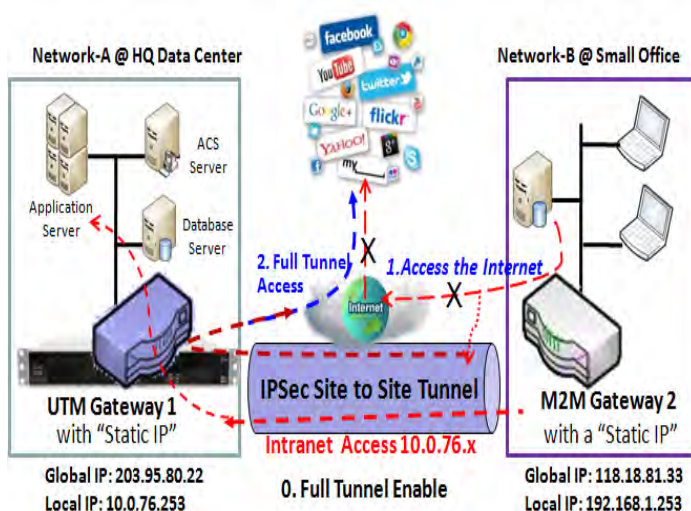 Network-A @ HQ Data Center
Network-B @ Small Office
facebook
You Tube
twitter
Google+
flickr
YAHOO!
g+
my
ACS
Server
Application
Server
Database
Server
2. Full Tunnel
Access
1.Access the Internet
X
X
Internet
IPSec Site to Site Tunnel
UTM Gateway 1
with "Static IP"
M2M Gateway 2
with a "Static IP"
Intranet Access 10.0.76.x
Global IP: 203.95.80.22
Local IP: 10.0.76.253
0. Full Tunnel Enable
Global IP: 118.18.81.33
Local IP: 192.168.1.253